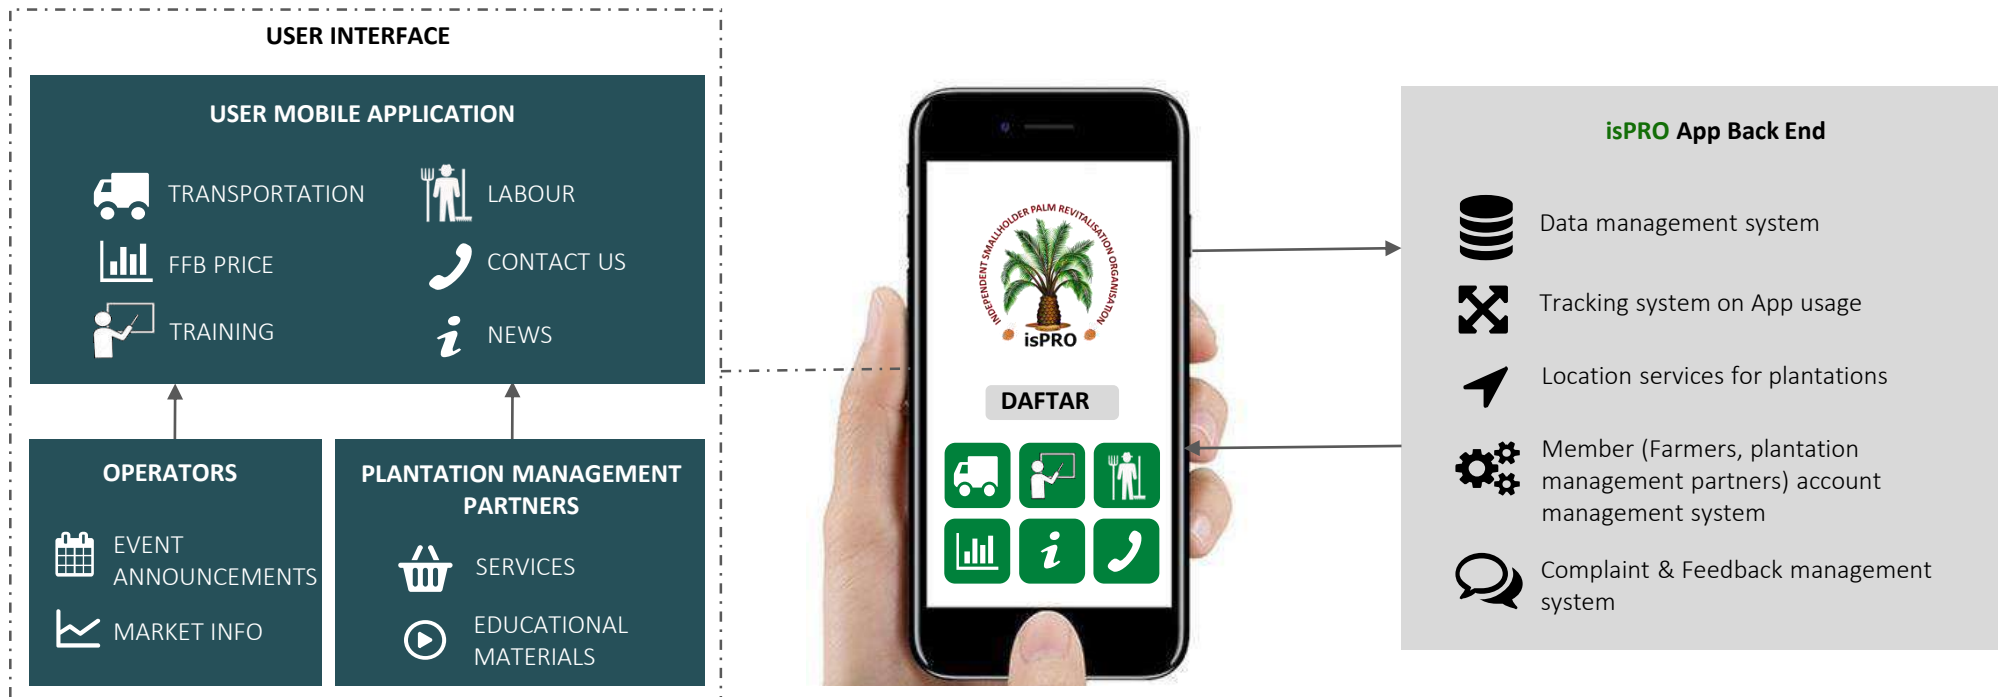 USER INTERFACE
USER MOBILE APPLICATION
TRANSPORTATION
LABOUR
FFB PRICE
CONTACT US
TRAINING
NEWS
OPERATORS
EVENT
ANNOUNCEMENTS
MARKET INFO
PLANTATION MANAGEMENT
PARTNERS
SERVICES
EDUCATIONAL
MATERIALS
INDEPENDENT SMALLHOLDER PALM REVITALISATION ORGANISATION
isPRO
DAFTAR
isPRO App Back End
Data management system
Tracking system on App usage
Location services for plantations
Member (Farmers, plantation
management partners) account
management system
Complaint & Feedback management
system